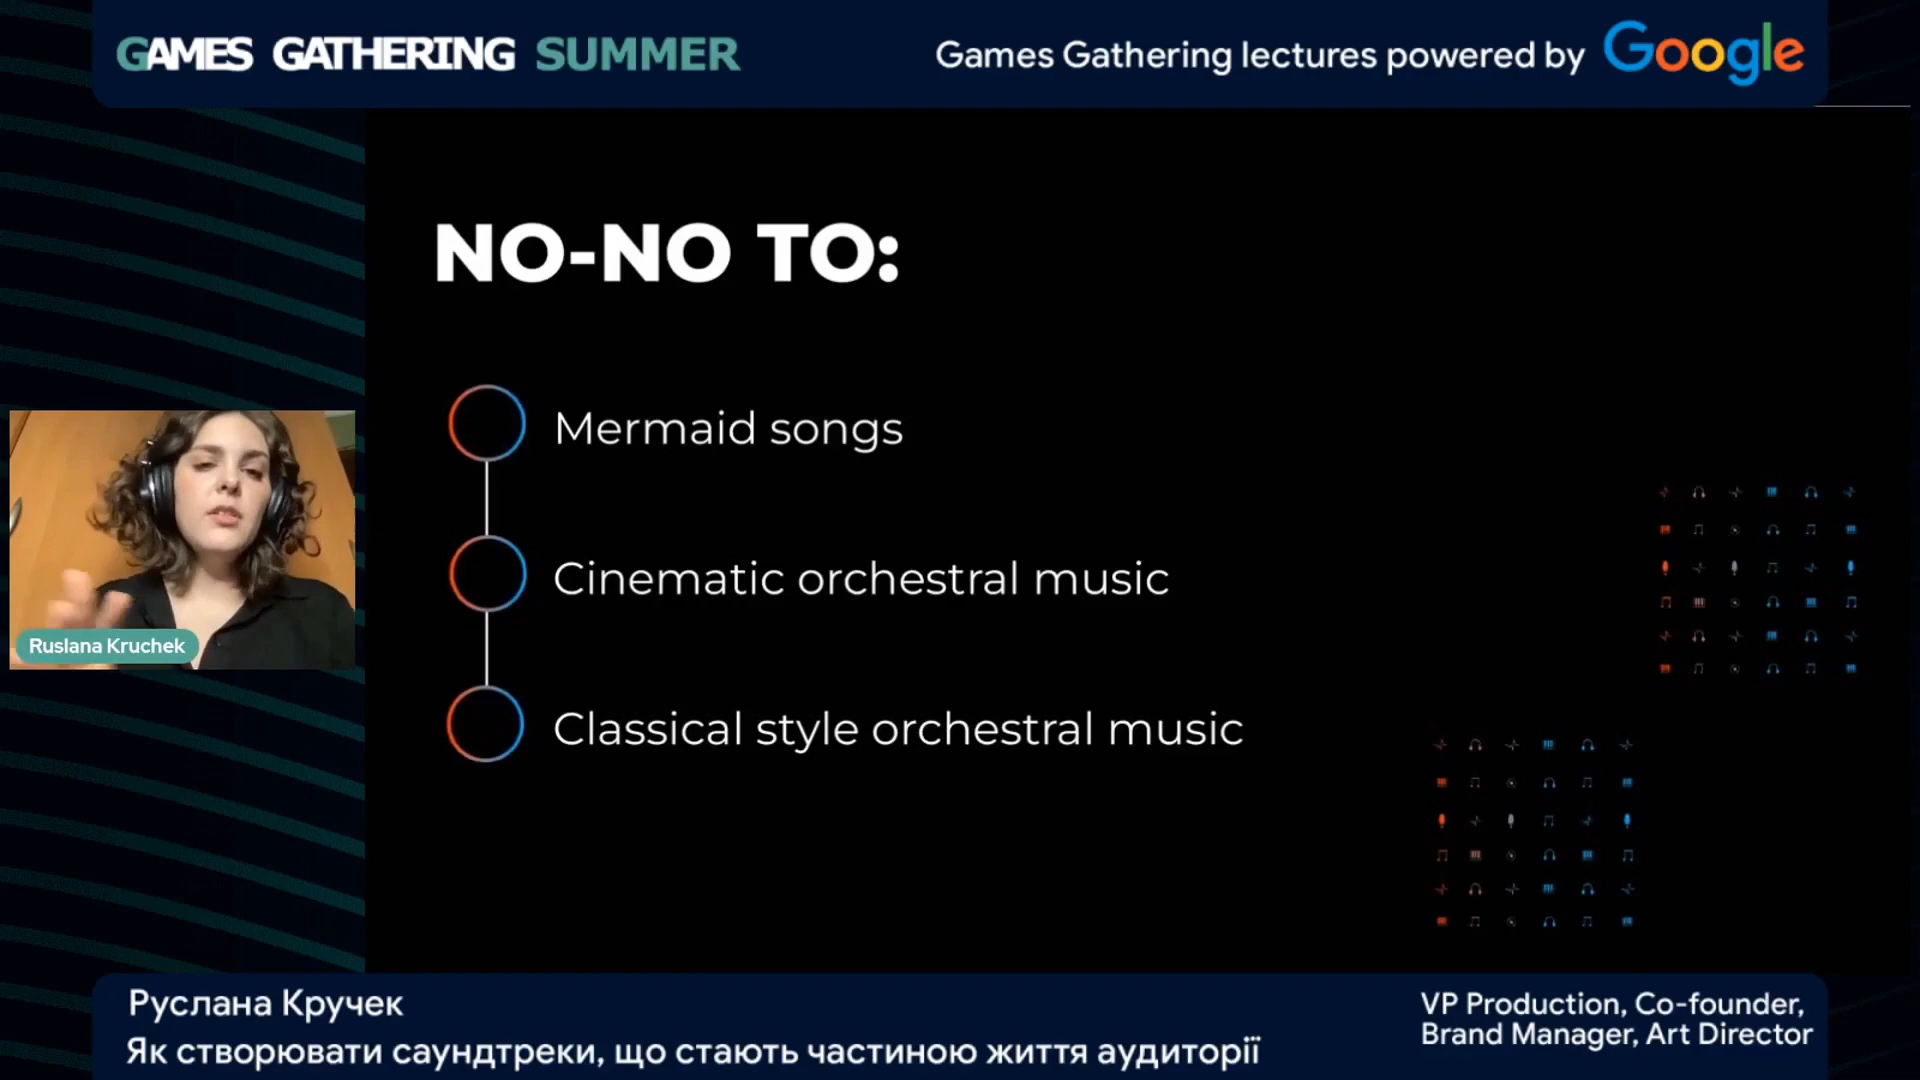 GAMES GATHERING SUMMER
Games Gathering lectures powered by Google
NO-NO TO:
Mermaid songs
Cinematic orchestral music
Classical style orchestral music
Ruslana Kruchek
Руслана Кручек
Як створювати саундтреки, що стають частиною життя аудиторії
VP Production, Co-founder,
Brand Manager, Art Director